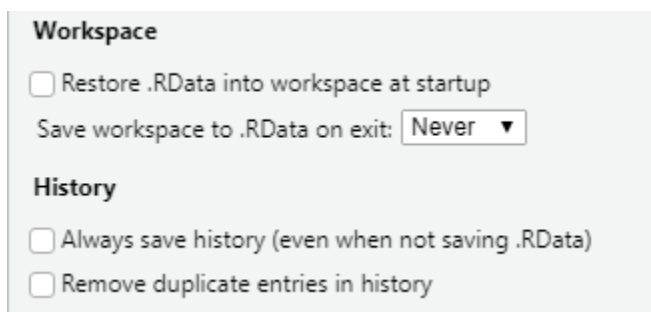 Workspace
Restore .RData into workspace at startup
Save workspace to .RData on exit: Never ▼
History
Always save history (even when not saving .RData)
Remove duplicate entries in history